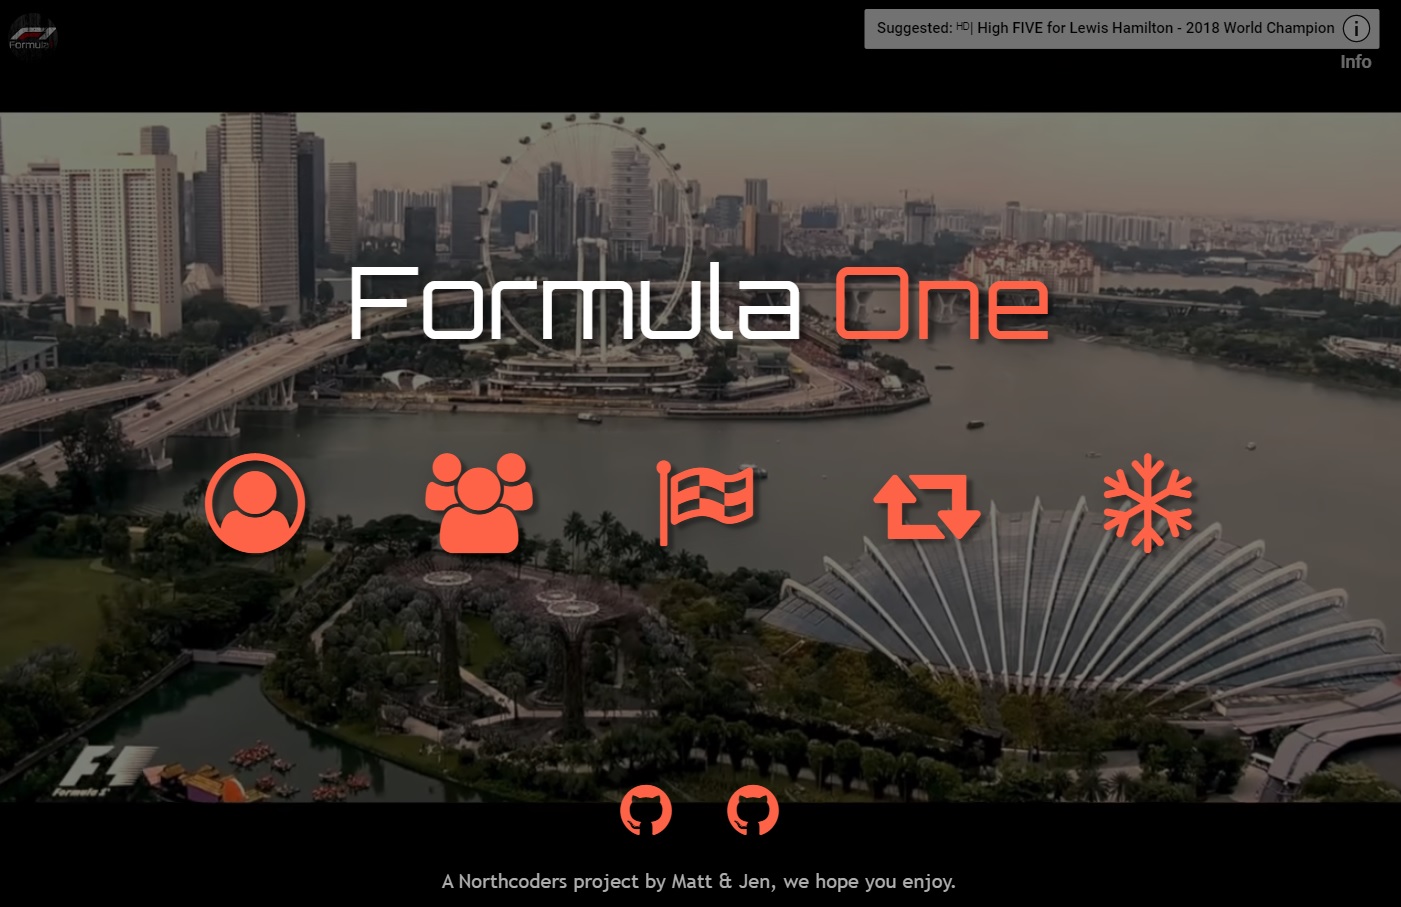 Formula
Suggested: ᴴᴰ| High FIVE for Lewis Hamilton - 2018 World Champion
Info
Formula One
F1
Formula 1
A Northcoders project by Matt & Jen, we hope you enjoy.